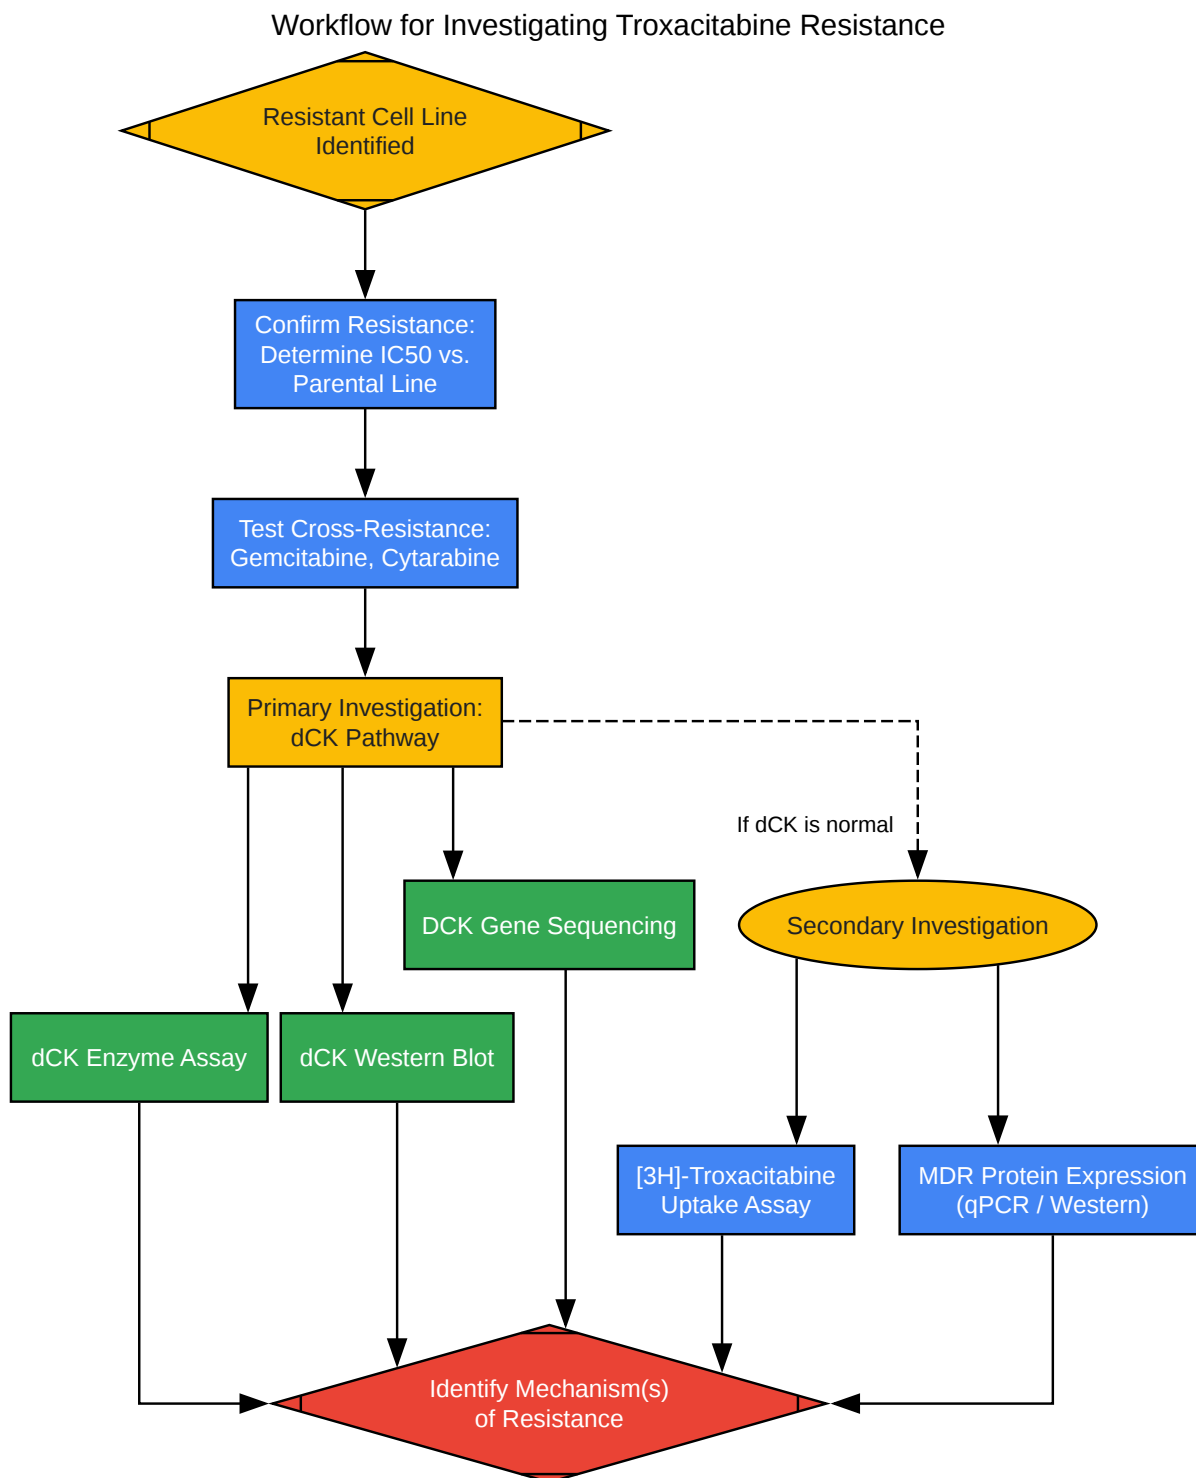 Workflow for Investigating Troxacitabine Resistance
Resistant Cell Line
Identified
Confirm Resistance:
Determine IC50 vs.
Parental Line
Test Cross-Resistance:
Gemcitabine, Cytarabine
Primary Investigation:
dCK Pathway
If dCK is normal
DCK Gene Sequencing
Secondary Investigation
dCK Enzyme Assay
dCK Western Blot
[3H]-Troxacitabine
Uptake Assay
MDR Protein Expression
(qPCR / Western)
Identify Mechanism(s)
of Resistance